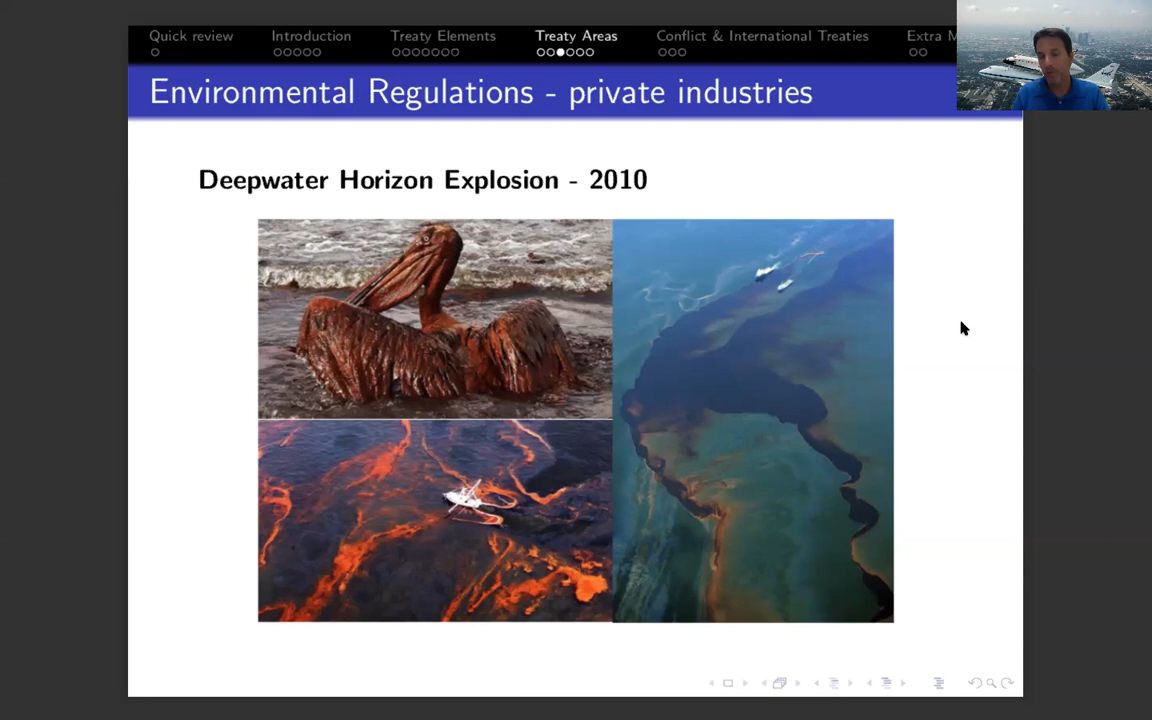 Quick review
Introduction
Treaty Elements
Treaty Areas
Conflict & International Treaties
Extra
Environmental Regulations - private industries
Deepwater Horizon Explosion - 2010